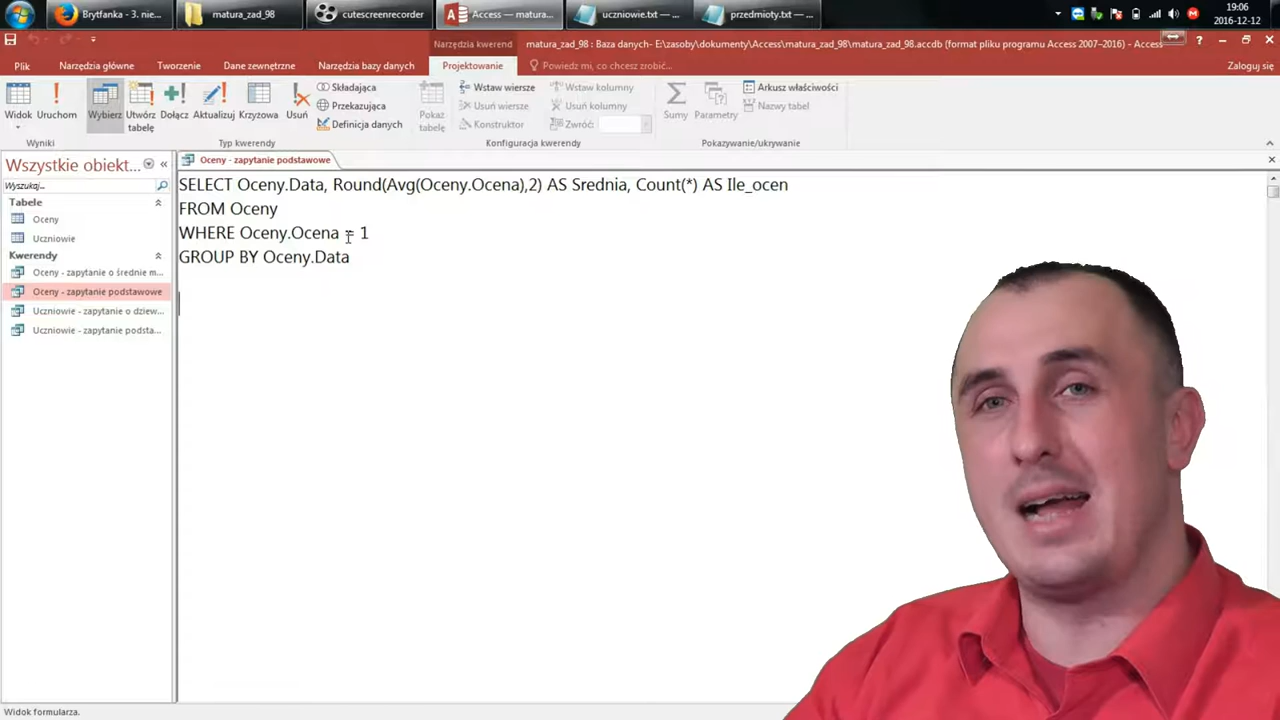 Brytfanka - 3. nie...
matura_zad_98
cutescreenrecorder
Access — matura...
uczniowie.txt — ...
przedmioty.txt — ...
19:06
2016-12-12
Narzędzia kwerend
matura_zad_98 : Baza danych- E:\zasoby\dokumenty\Access\matura_zad_98\matura_zad_98.accdb (format pliku programu Access 2007–2016) - Access
Plik
Narzędzia główne
Tworzenie
Dane zewnętrzne
Narzędzia bazy danych
Projektowanie
Powiedz mi, co chcesz zrobić...
Zaloguj się
Widok
Uruchom
Wybierz
Utwórz tabelę
Dołącz
Aktualizuj
Krzyżowa
Usuń
Składająca
Przekazująca
Definicja danych
Pokaż tabelę
Wstaw wiersze
Usuń wiersze
Konstruktor
Wstaw kolumny
Usuń kolumny
Zwróć:
Sumy
Parametry
Arkusz właściwości
Nazwy tabel
Wyniki
Typ kwerendy
Konfiguracja kwerendy
Pokazywanie/ukrywanie
Wszystkie obiekt...
Wyszukaj...
Tabele
Oceny
Uczniowie
Kwerendy
Oceny - zapytanie o średnie m...
Oceny - zapytanie podstawowe
Uczniowie - zapytanie o dziew...
Uczniowie - zapytanie podsta...
Oceny - zapytanie podstawowe
SELECT Oceny.Data, Round(Avg(Oceny.Ocena),2) AS Srednia, Count(*) AS Ile_ocen
FROM Oceny
WHERE Oceny.Ocena = 1
GROUP BY Oceny.Data
Widok formularza.